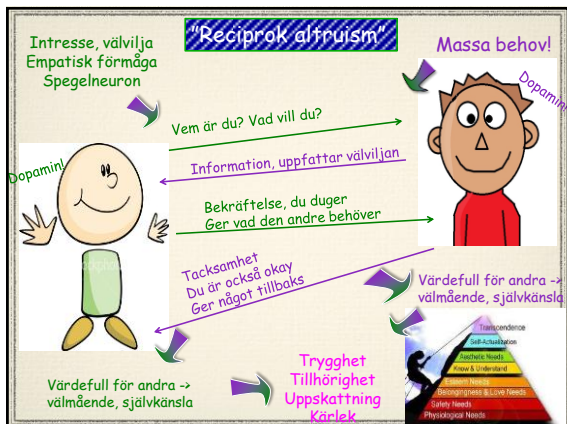 "Reciprok altruism"
Intresse, välvilja
Empatisk förmåga
Spegelneuron
Massa behov!
Dopamin!
Dopamin!
Vem är du? Vad vill du?
Information, uppfattar välviljan
Bekräftelse, du duger
Ger vad den andre behöver
Tacksamhet
Du är också okay
Ger något tillbaks
Värdefull för andra ->
välmående, självkänsla
Transcendence
Self-Actualization
Aesthetic Needs
Know & Understand
Esteem Needs
Belongingness & Love Needs
Safety Needs
Physiological Needs
Trygghet
Tillhörighet
Uppskattning
Kärlek
Värdefull för andra ->
välmående, självkänsla